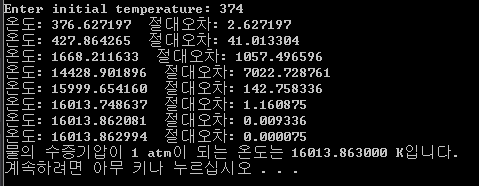 Enter initial temperature: 374
온도: 376.627197  절대오차: 2.627197
온도: 427.864265  절대오차: 41.013304
온도: 1668.211633  절대오차: 1057.496596
온도: 14428.901896  절대오차: 7022.728761
온도: 15999.654160  절대오차: 142.758336
온도: 16013.748637  절대오차: 1.160875
온도: 16013.862081  절대오차: 0.009336
온도: 16013.862994  절대오차: 0.000075
물의 수증기압이 1 atm이 되는 온도는 16013.863000 K입니다.
계속하려면 아무 키나 누르십시오 . . .